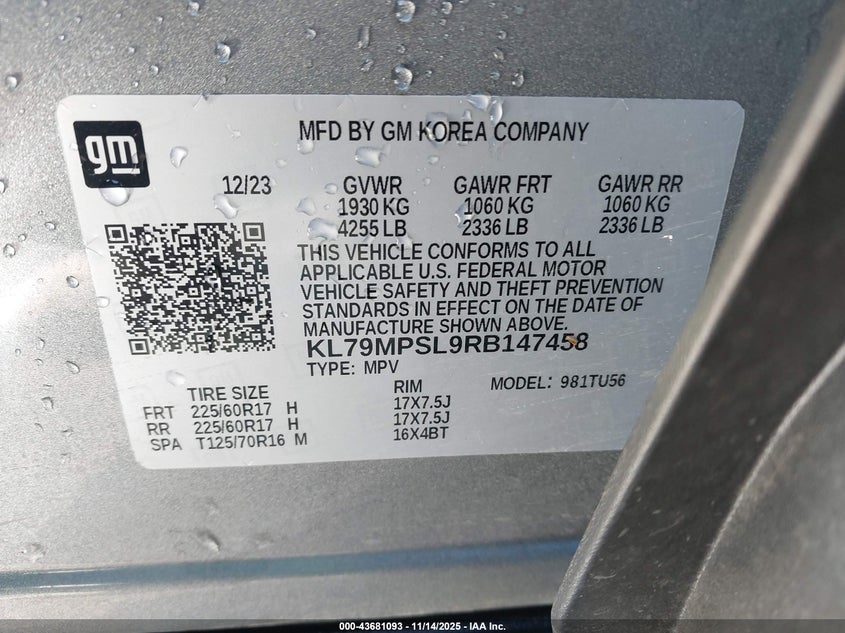 gm
MFD BY GM KOREA COMPANY
12/23 GVWR GAWR FRT GAWR RR
1930 KG 1060 KG 1060 KG
4255 LB 2336 LB 2336 LB
THIS VEHICLE CONFORMS TO ALL
APPLICABLE U.S. FEDERAL MOTOR
VEHICLE SAFETY AND THEFT PREVENTION
STANDARDS IN EFFECT ON THE DATE OF
MANUFACTURE SHOWN ABOVE.
KL79MPSL9RB147458
TYPE: MPV
TIRE SIZE RIM MODEL: 981TU56
FRT 225/60R17 H 17X7.5J
RR 225/60R17 H 17X7.5J
SPA T125/70R16 M 16X4BT
000-43681093 | 11/14/2025 - IAA Inc.